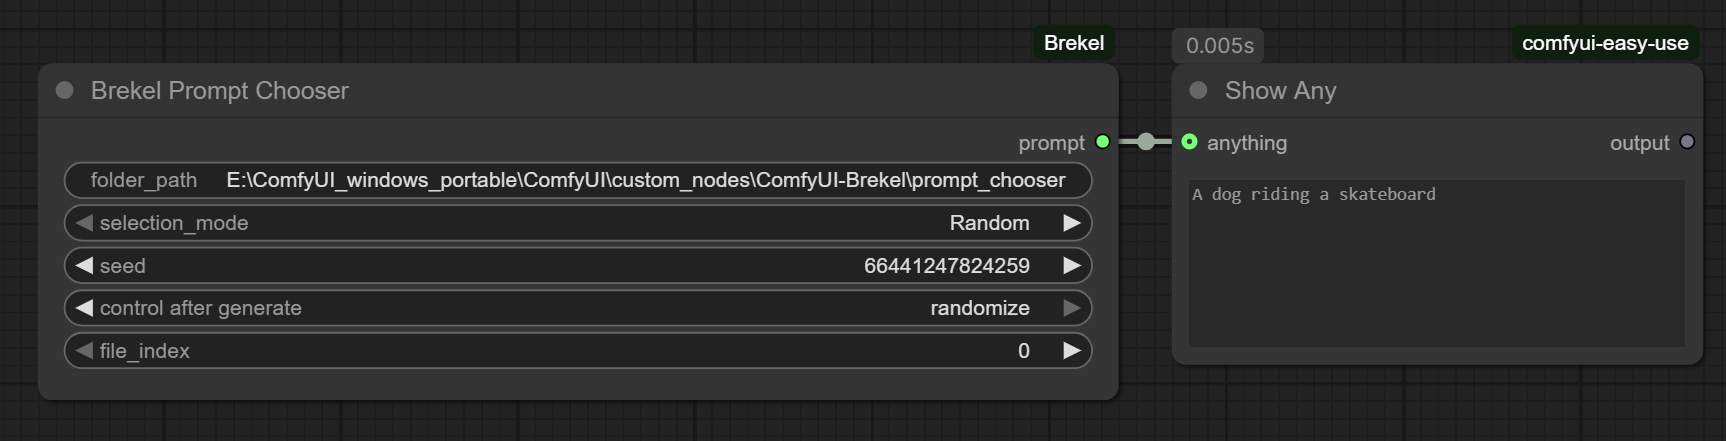 Brekel
0.005s
comfyui-easy-use
Brekel Prompt Chooser
Show Any
prompt
anything
output
folder_path E:\ComfyUI_windows_portable\ComfyUI\custom_nodes\ComfyUI-Brekel\prompt_chooser
A dog riding a skateboard
selection_mode Random
seed 66441247824259
control after generate randomize
file_index 0